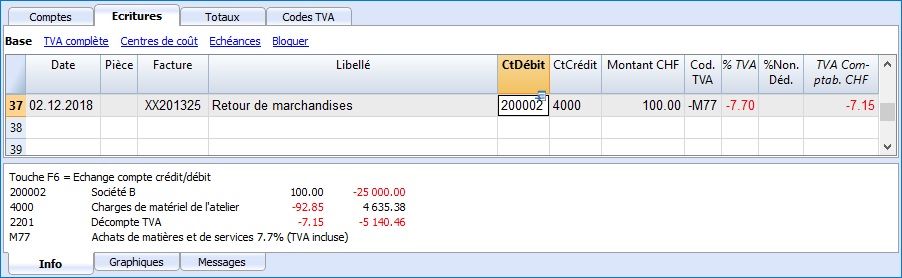 Comptes Ecritures Totaux Codes TVA
Base TVA complète Centres de coût Echéances Bloquer
Date Pièce Facture Libellé CtDébit CtCrédit Montant CHF Cod. TVA % TVA %Non. Déd. TVA Comptab. CHF
37 02.12.2018 XX201325 Retour de marchandises 200002 4000 100.00 -M77 -7.70 -7.15
38
39
Touche F6 = Echange compte crédit/débit
200002 Société B 100.00 -25 000.00
4000 Charges de matériel de l'atelier -92.85 4 635.38
2201 Décompte TVA -7.15 -5 140.46
M77 Achats de matières et de services 7.7% (TVA incluse)
Info Graphiques Messages